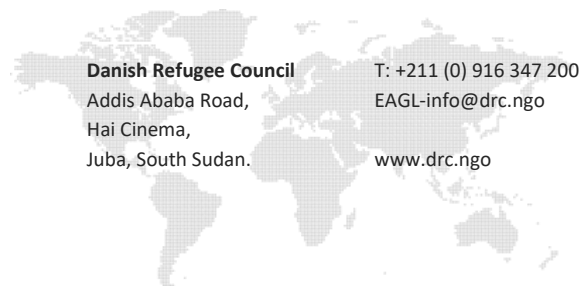 Danish Refugee Council
Addis Ababa Road,
Hai Cinema,
Juba, South Sudan.
T: +211 (0) 916 347 200
EAGL-info@drc.ngo
www.drc.ngo